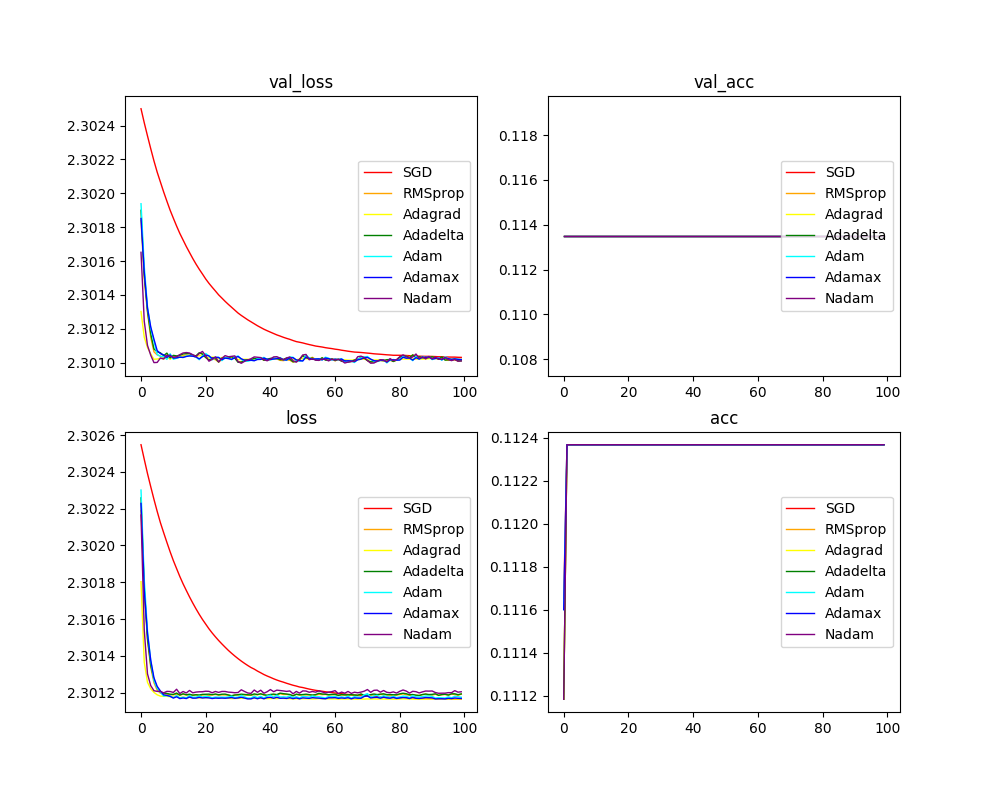 val_loss
2.3024
2.3022
2.3020
2.3018
2.3016
2.3014
2.3012
2.3010
0 20 40 60 80 100
SGD
RMSprop
Adagrad
Adadelta
Adam
Adamax
Nadam
val_acc
0.118
0.116
0.114
0.112
0.110
0.108
0 20 40 60 80 100
SGD
RMSprop
Adagrad
Adadelta
Adam
Adamax
Nadam
loss
2.3026
2.3024
2.3022
2.3020
2.3018
2.3016
2.3014
2.3012
0 20 40 60 80 100
SGD
RMSprop
Adagrad
Adadelta
Adam
Adamax
Nadam
acc
0.1124
0.1122
0.1120
0.1118
0.1116
0.1114
0.1112
0 20 40 60 80 100
SGD
RMSprop
Adagrad
Adadelta
Adam
Adamax
Nadam